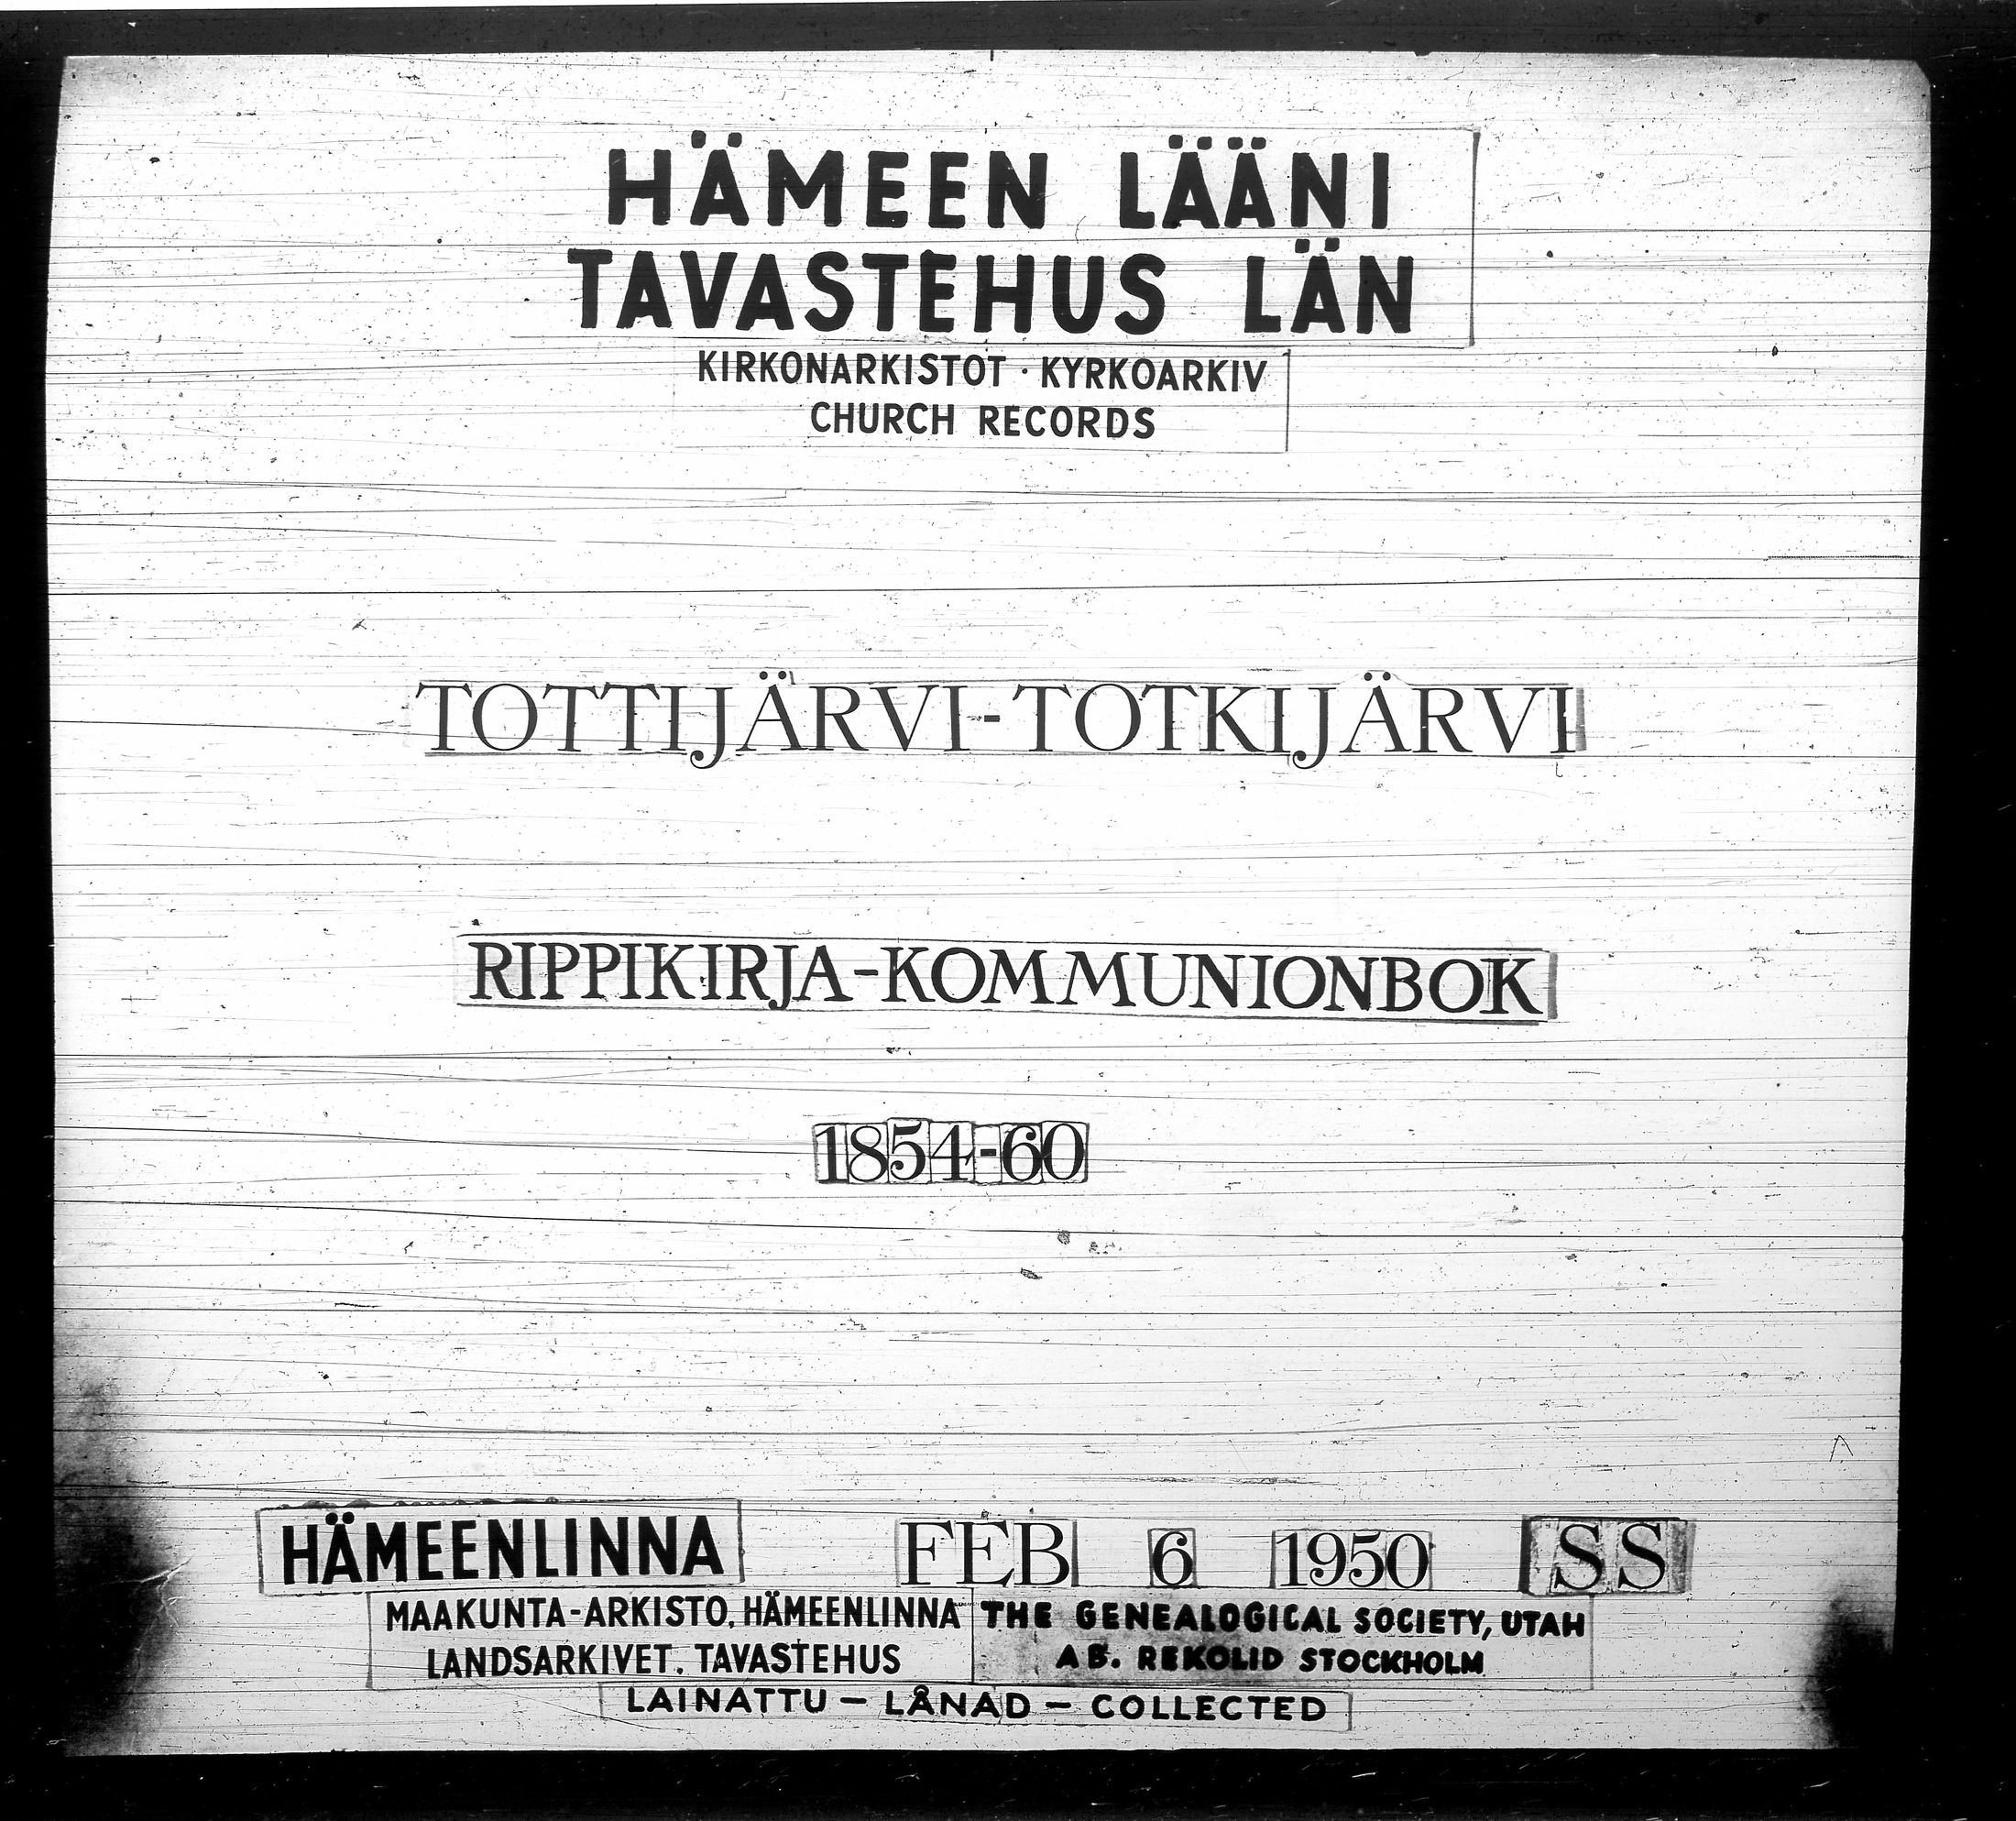 HÄMEEN LÄÄNI
TAVASTEHUS LÄN
KIRKONARKISTOT · KYRKOARKIV
CHURCH RECORDS
TOTTIJÄRVI-TOTKIJÄRVI
RIPPIKIRJA-KOMMUNIONBOK
1854-60
HÄMEENLINNA FEB 6 1950 SS
MAAKUNTA-ARKISTO, HÄMEENLINNA
LANDSARKIVET, TAVASTEHUS
THE GENEALOGICAL SOCIETY, UTAH
AB. REKOLID STOCKHOLM
LAINATTU — LÅNAD — COLLECTED